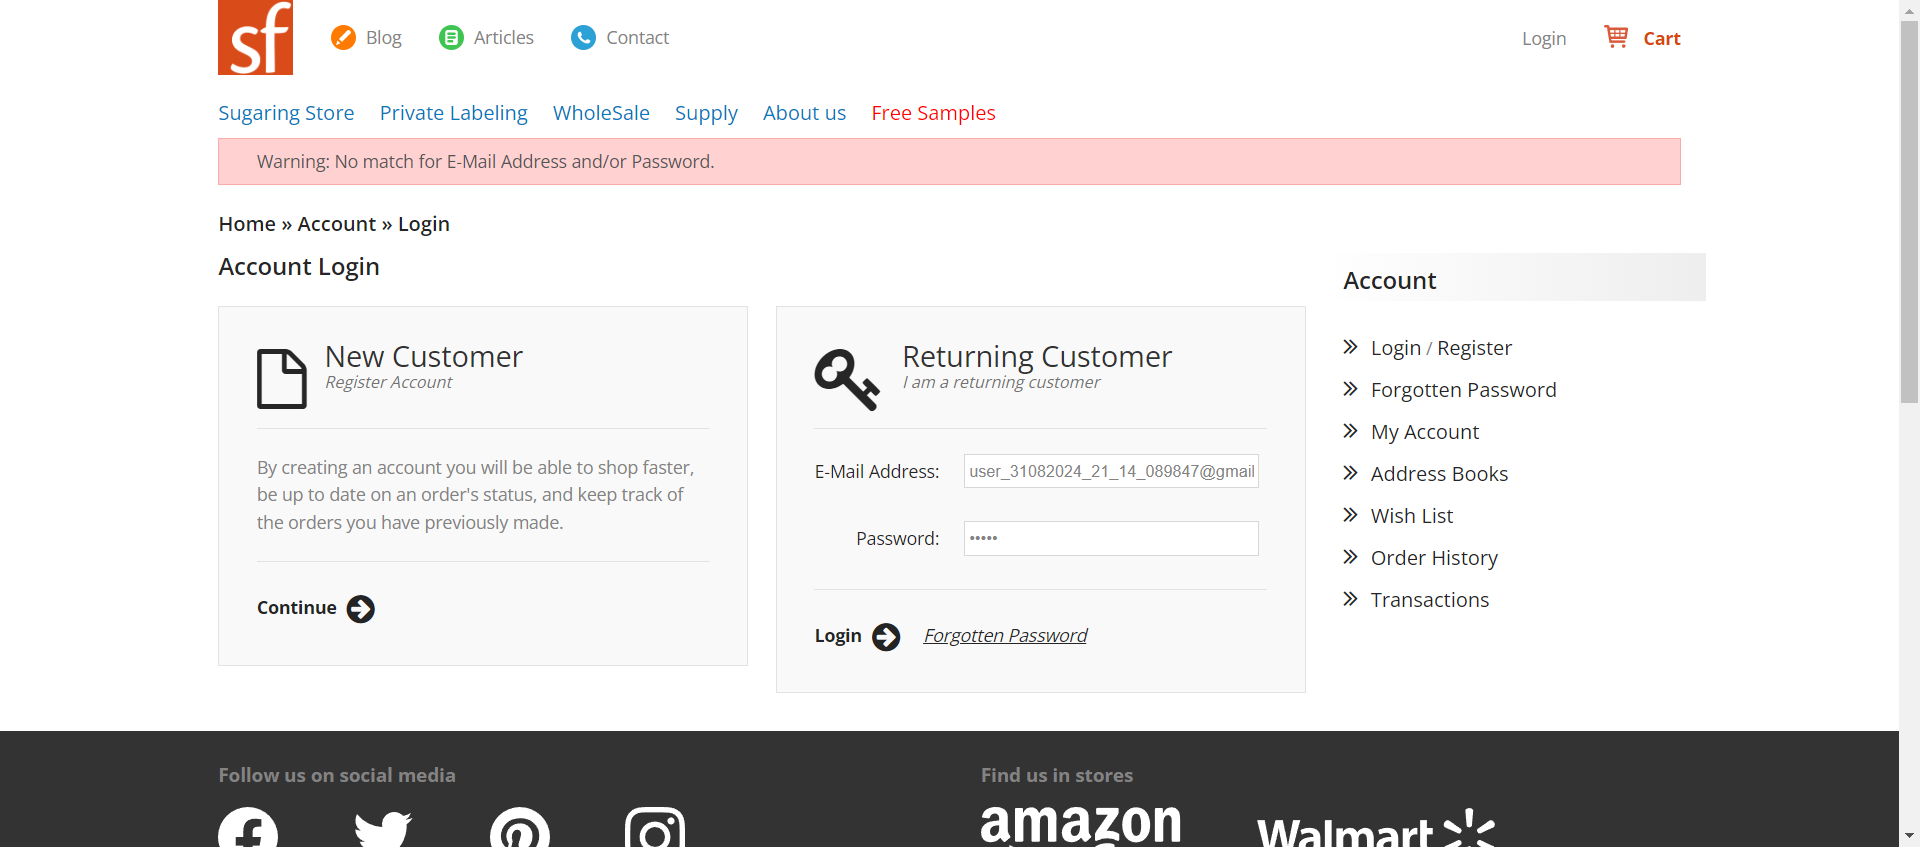 sf
Blog
Articles
Contact
Login
Cart
Sugaring Store
Private Labeling
WholeSale
Supply
About us
Free Samples
Warning: No match for E-Mail Address and/or Password.
Home » Account » Login
Account Login
New Customer
Register Account
By creating an account you will be able to shop faster,
be up to date on an order's status, and keep track of
the orders you have previously made.
Continue
Returning Customer
I am a returning customer
E-Mail Address:
user_31082024_21_14_089847@gmail
Password:
•••••
Login
Forgotten Password
Account
Login / Register
Forgotten Password
My Account
Address Books
Wish List
Order History
Transactions
Follow us on social media
Find us in stores
amazon
Walmart